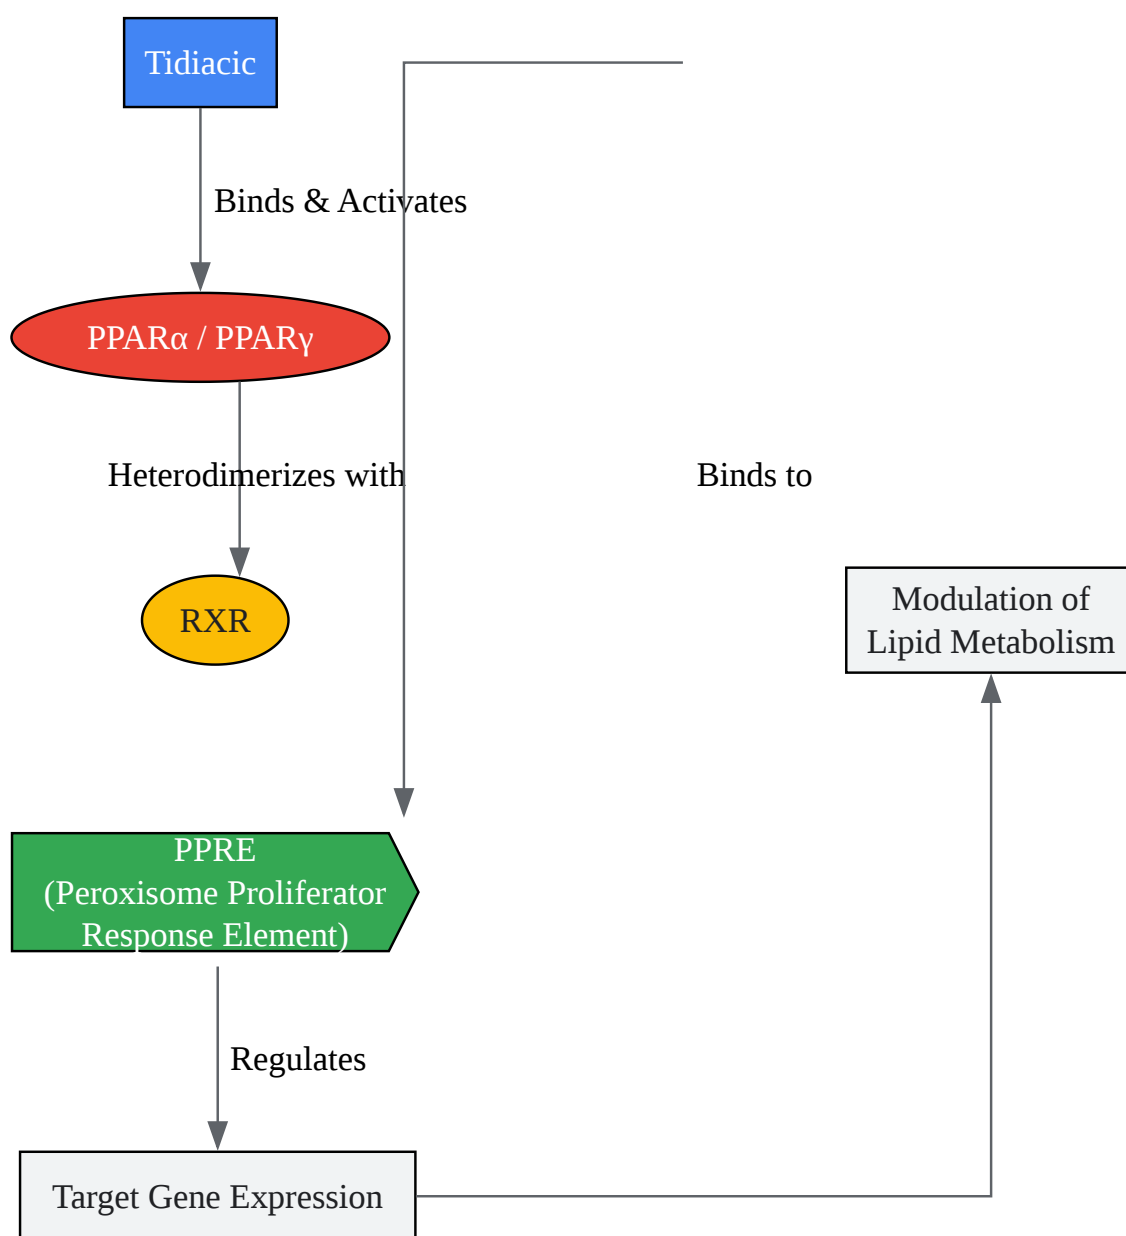 Tidiacic
Binds & Activates
PPARα / PPARγ
Heterodimerizes with
Binds to
RXR
Modulation of
Lipid Metabolism
PPRE
(Peroxisome Proliferator
Response Element)
Regulates
Target Gene Expression